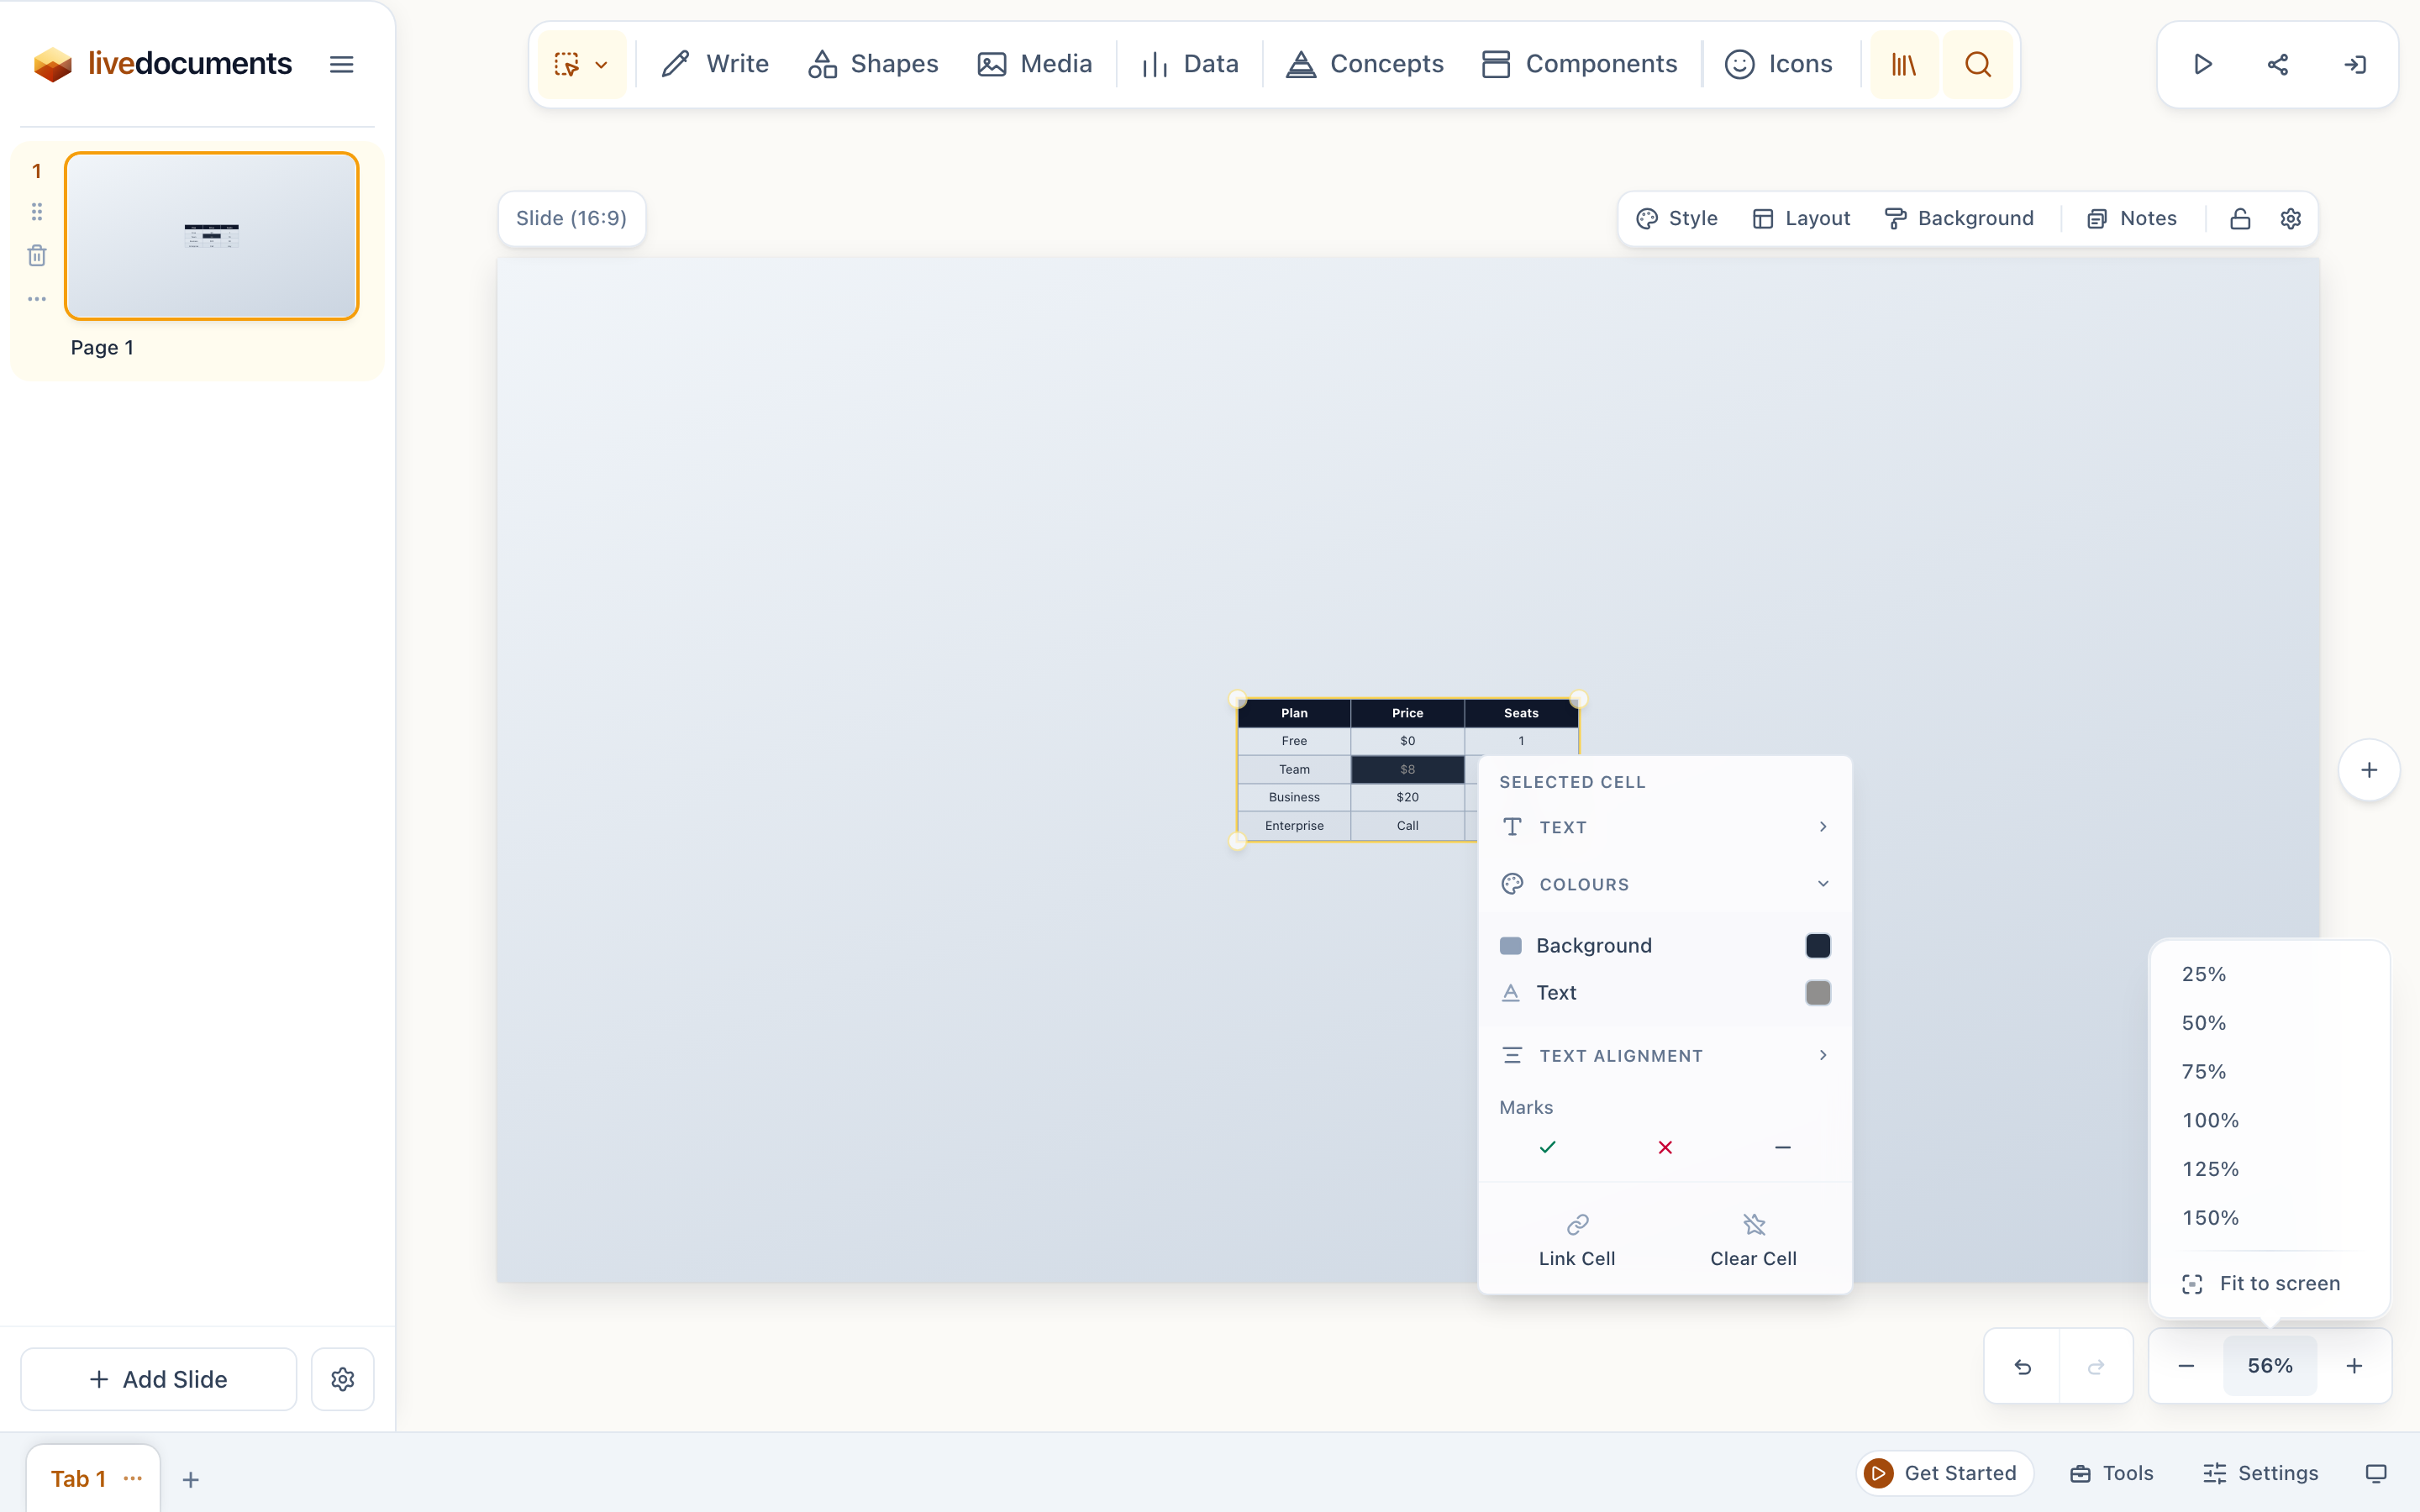 livedocuments
Write
Shapes
Media
Data
Concepts
Components
Icons
1
Page 1
Slide (16:9)
Style
Layout
Background
Notes
Plan Price Seats
Free $0 1
Team $8
Business $20
Enterprise Call
SELECTED CELL
TEXT
COLOURS
Background
Text
TEXT ALIGNMENT
Marks
Link Cell
Clear Cell
25%
50%
75%
100%
125%
150%
Fit to screen
56%
Add Slide
Tab 1
Get Started
Tools
Settings